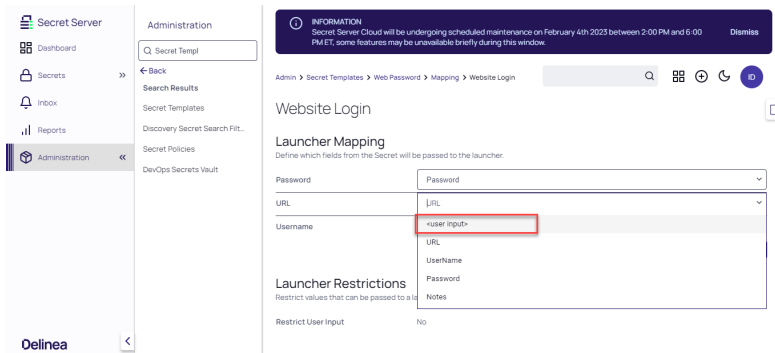 Secret Server
Dashboard
Secrets
Inbox
Reports
Administration
Delinea
Administration
Secret Templ
Back
Search Results
Secret Templates
Discovery Secret Search Filt...
Secret Policies
DevOps Secrets Vault
INFORMATION
Secret Server Cloud will be undergoing scheduled maintenance on February 4th 2023 between 2:00 PM and 6:00
PM ET, some features may be unavailable briefly during this window.
Dismiss
Admin > Secret Templates > Web Password > Mapping > Website Login
ID
Website Login
Launcher Mapping
Define which fields from the Secret will be passed to the launcher.
Password Password
URL URL
Username
<user input>
URL
UserName
Password
Notes
Launcher Restrictions
Restrict values that can be passed to a la
Restrict User Input No